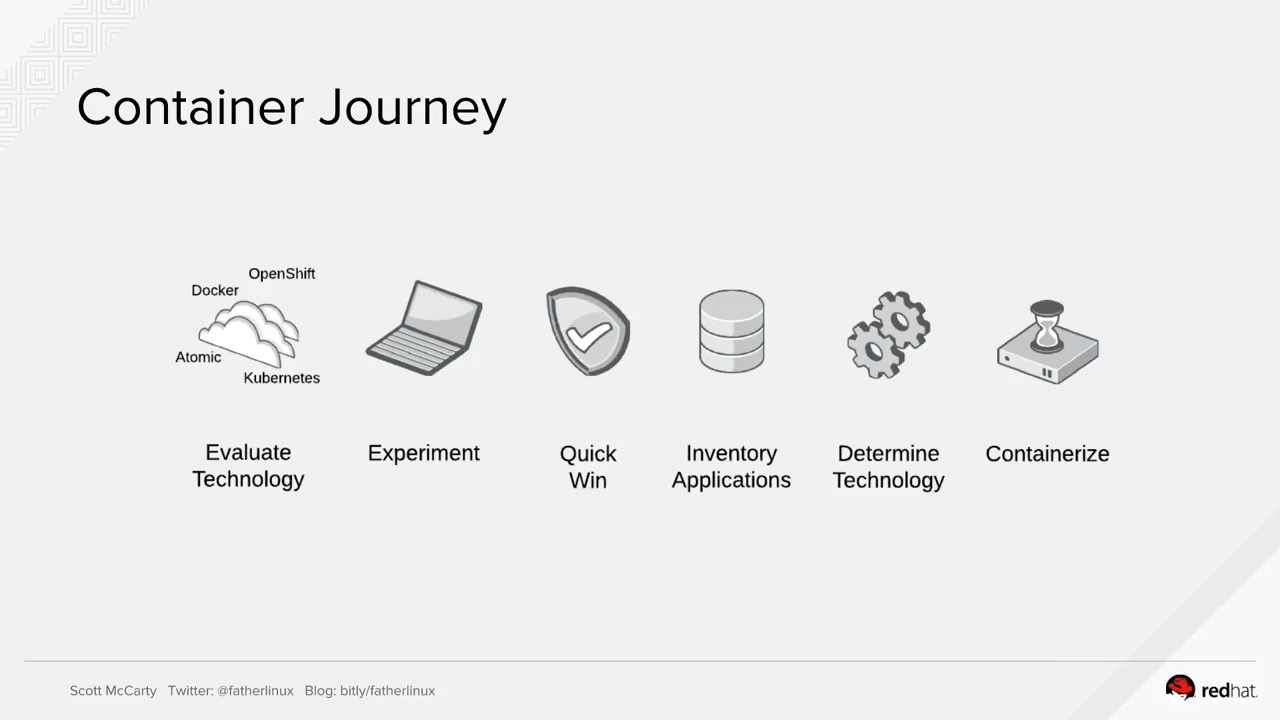 Container Journey
OpenShift
Docker
Atomic
Kubernetes
Evaluate
Technology
Experiment
Quick
Win
Inventory
Applications
Determine
Technology
Containerize
Scott McCarty Twitter: @fatherlinux Blog: bitly/fatherlinux
redhat.